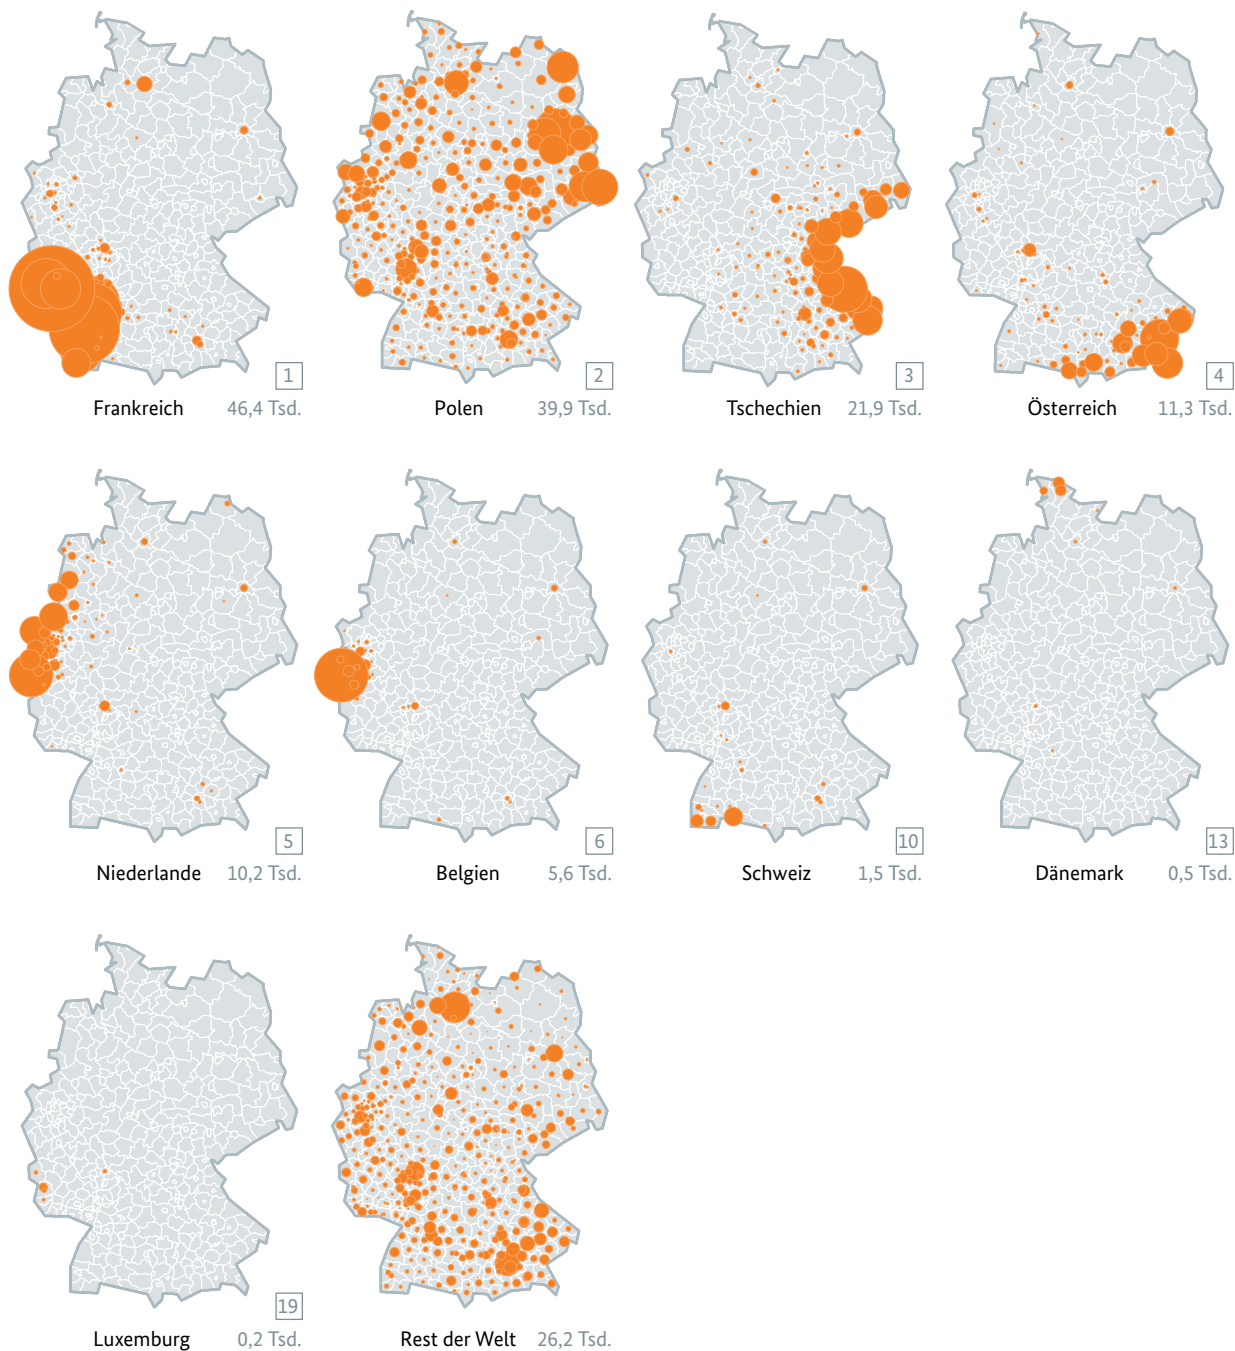 1 2 3 4
Frankreich 46,4 Tsd. Polen 39,9 Tsd. Tschechien 21,9 Tsd. Österreich 11,3 Tsd.
5 6 10 13
Niederlande 10,2 Tsd. Belgien 5,6 Tsd. Schweiz 1,5 Tsd. Dänemark 0,5 Tsd.
19
Luxemburg 0,2 Tsd. Rest der Welt 26,2 Tsd.